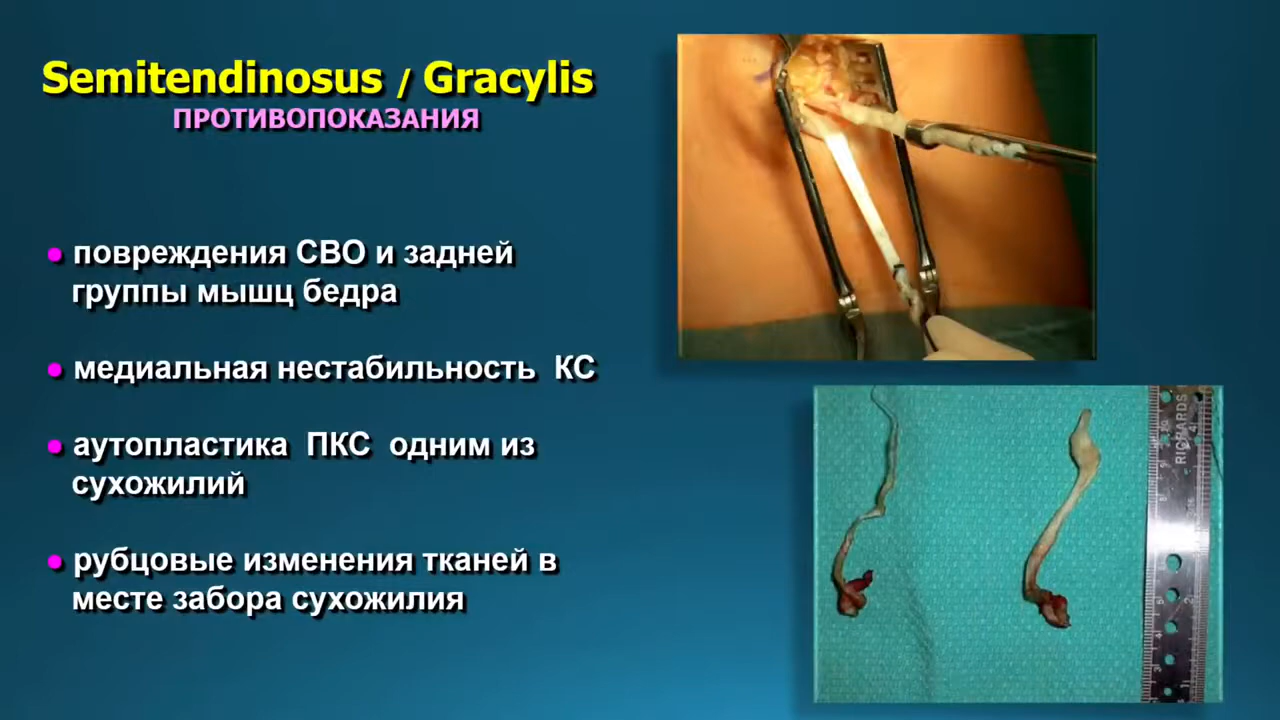 Semitendinosus / Gracylis
ПРОТИВОПОКАЗАНИЯ
• повреждения СВО и задней
группы мышц бедра
• медиальная нестабильность КС
• аутопластика ПКС одним из
сухожилий
• рубцовые изменения тканей в
месте забора сухожилия
RICHARDS